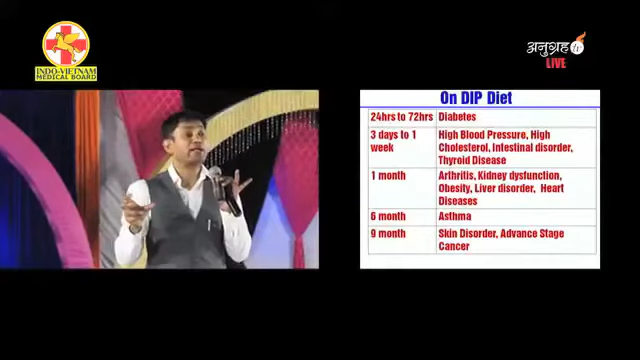 INDO-VIETNAM
MEDICAL BOARD
अनुग्रह tv
LIVE
On DIP Diet
24hrs to 72hrs Diabetes
3 days to 1 week High Blood Pressure, High
Cholesterol, Intestinal disorder,
Thyroid Disease
1 month Arthritis, Kidney dysfunction,
Obesity, Liver disorder, Heart
Diseases
6 month Asthma
9 month Skin Disorder, Advance Stage
Cancer